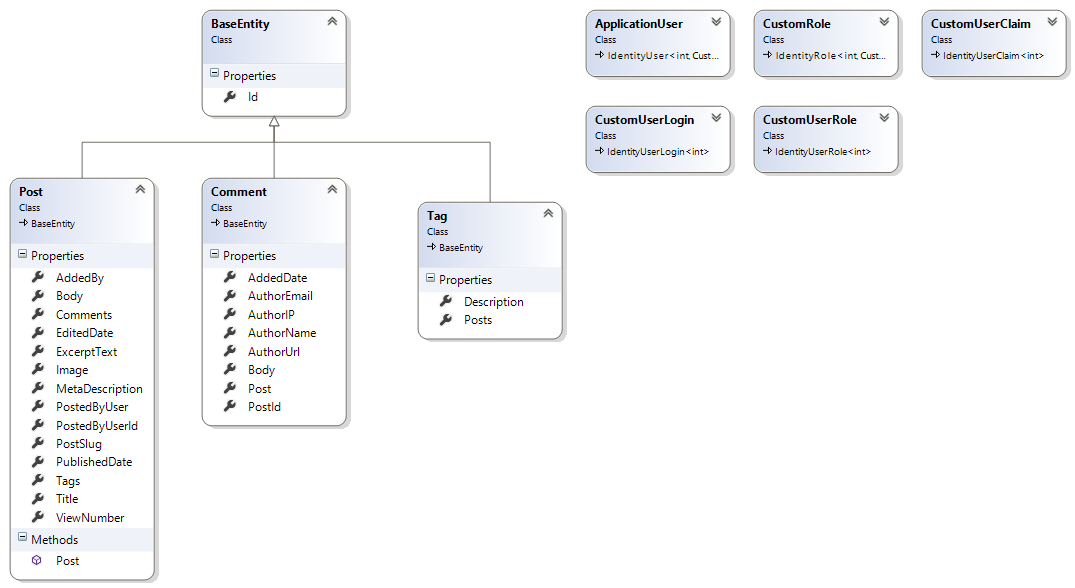 BaseEntity
Class
Properties
Id
ApplicationUser
Class
IdentityUser<int, Cust...
CustomRole
Class
IdentityRole<int, Cust...
CustomUserClaim
Class
IdentityUserClaim<int>
CustomUserLogin
Class
IdentityUserLogin<int>
CustomUserRole
Class
IdentityUserRole<int>
Post
Class
BaseEntity
Properties
AddedBy
Body
Comments
EditedDate
ExcerptText
Image
MetaDescription
PostedByUser
PostedByUserId
PostSlug
PublishedDate
Tags
Title
ViewNumber
Methods
Post
Comment
Class
BaseEntity
Properties
AddedDate
AuthorEmail
AuthorIP
AuthorName
AuthorUrl
Body
Post
PostId
Tag
Class
BaseEntity
Properties
Description
Posts